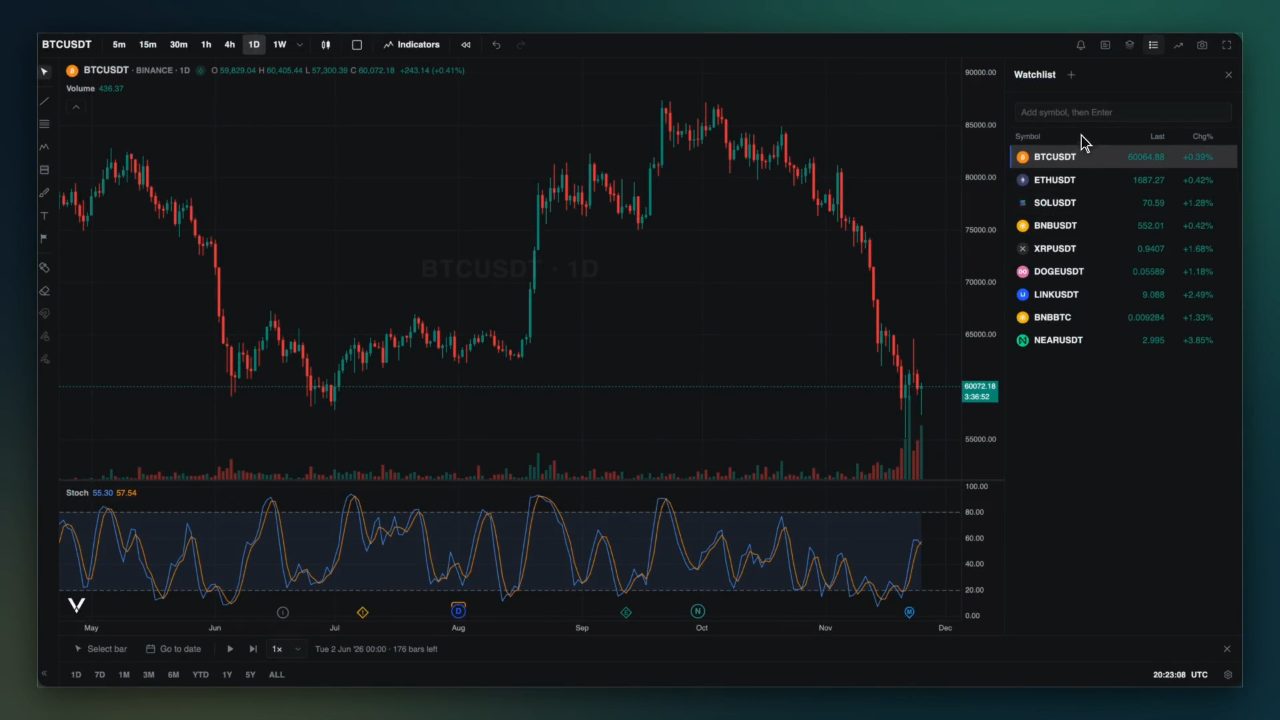 BTCUSDT 5m 15m 30m 1h 4h 1D 1W Indicators
BTCUSDT · BINANCE · 1D O 59,829.04 H 60,405.44 L 57,300.39 C 60,072.18 +243.14 (+0.41%)
Volume 436.37
90000.00
85000.00
80000.00
75000.00
70000.00
65000.00
60072.18
3:36:52
55000.00
BTCUSDT · 1D
Stoch 55.30 57.54
100.00
80.00
60.00
40.00
20.00
0.00
D
N
M
May Jun Jul Aug Sep Oct Nov Dec
Select bar Go to date 1x Tue 2 Jun '26 00:00 · 176 bars left
1D 7D 1M 3M 6M YTD 1Y 5Y ALL
20:23:08 UTC
Watchlist
Add symbol, then Enter
Symbol Last Chg%
BTCUSDT 60064.88 +0.39%
ETHUSDT 1687.27 +0.42%
SOLUSDT 70.59 +1.28%
BNBUSDT 552.01 +0.42%
XRPUSDT 0.9407 +1.68%
DOGEUSDT 0.05589 +1.18%
LINKUSDT 9.088 +2.49%
BNBBTC 0.009284 +1.33%
NEARUSDT 2.995 +3.85%